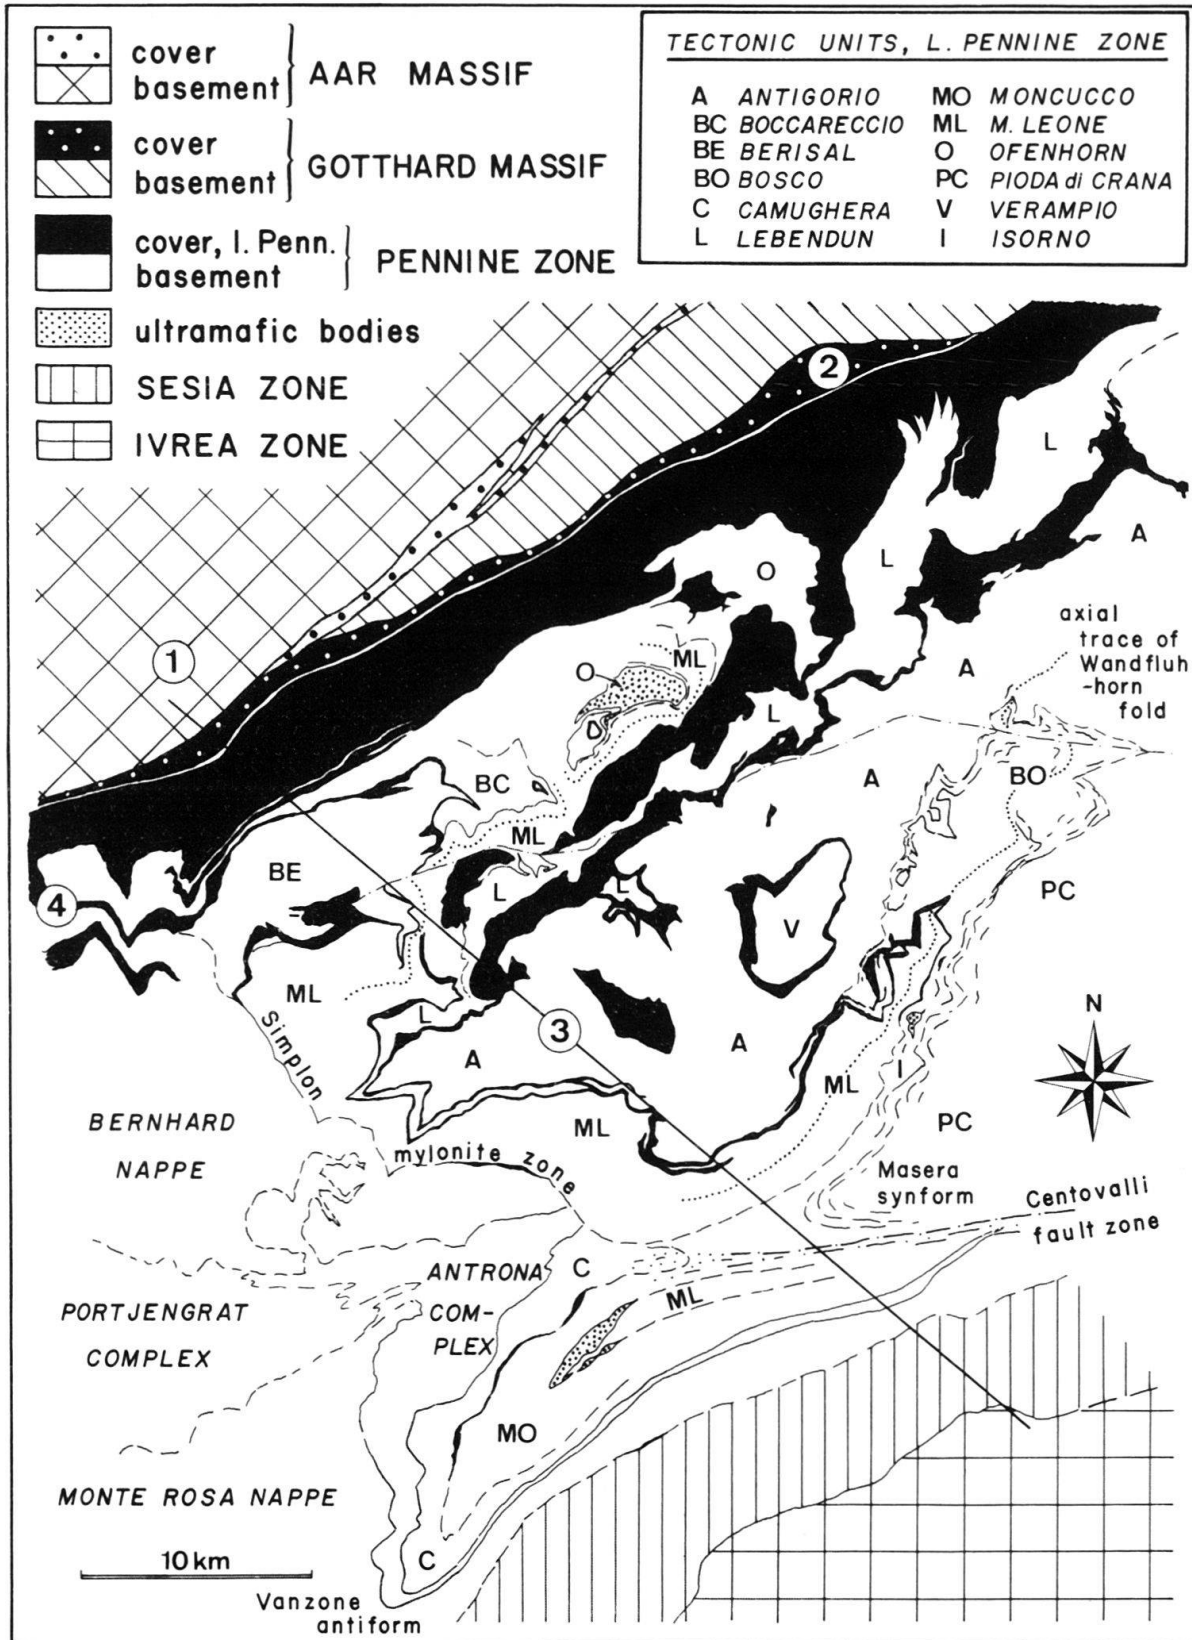 cover
basement
AAR MASSIF
cover
basement
GOTTHARD MASSIF
cover, l. Penn.
basement
PENNINE ZONE
ultramafic bodies
SESIA ZONE
IVREA ZONE
TECTONIC UNITS, L. PENNINE ZONE
A ANTIGORIO
BC BOCCARECCIO
BE BERISAL
BO BOSCO
C CAMUGHERA
L LEBENDUN
MO MONCUCCO
ML M. LEONE
O OFENHORN
PC PIODA di CRANA
V VERAMPIO
I ISORNO
2
L
A
L
O
axial
trace of
Wandfluh
-horn
fold
1
ML
O
A
L
BC
A
BO
ML
BE
L
L
PC
4
V
ML
L
3
N
Simplon
A
A
ML
I
BERNHARD
NAPPE
ML
PC
mylonite zone
Masera
synform
Centovalli
fault zone
ANTRONA
COM-
PLEX
C
ML
PORTJENGRAT
COMPLEX
MO
MONTE ROSA NAPPE
10 km
C
Vanzone
antiform